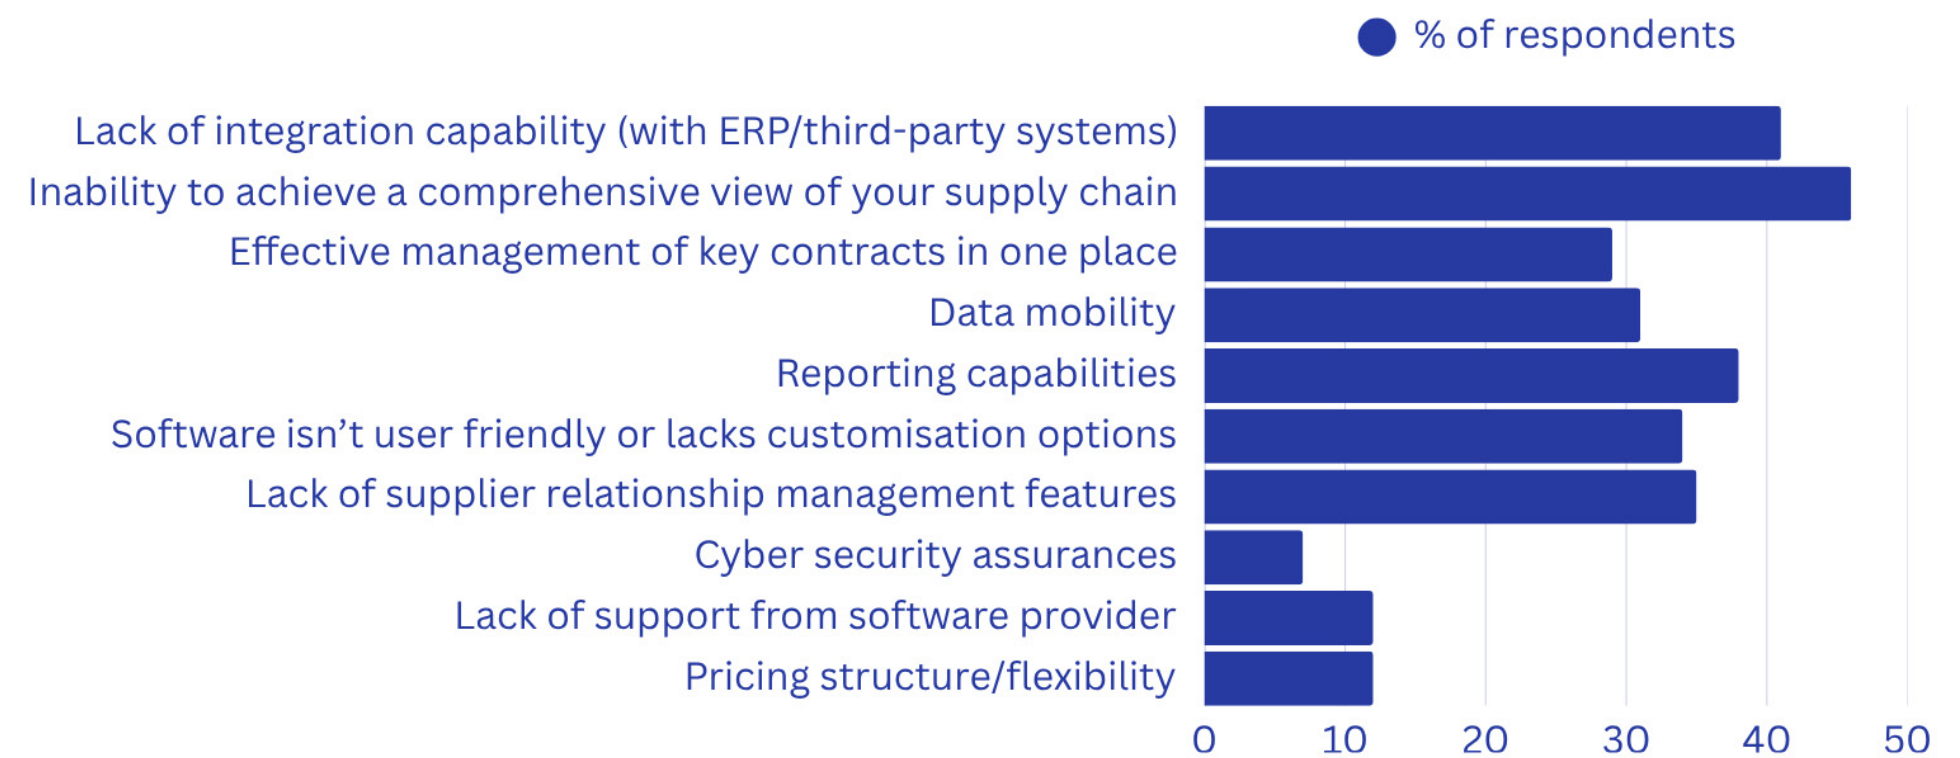 % of respondents
Lack of integration capability (with ERP/third-party systems)
Inability to achieve a comprehensive view of your supply chain
Effective management of key contracts in one place
Data mobility
Reporting capabilities
Software isn’t user friendly or lacks customisation options
Lack of supplier relationship management features
Cyber security assurances
Lack of support from software provider
Pricing structure/flexibility
0 10 20 30 40 50